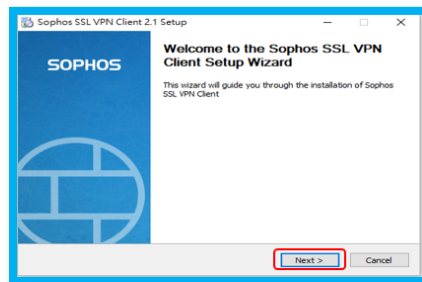 Sophos SSL VPN Client 2.1 Setup
SOPHOS
Welcome to the Sophos SSL VPN
Client Setup Wizard
This wizard will guide you through the installation of Sophos
SSL VPN Client
Next >
Cancel